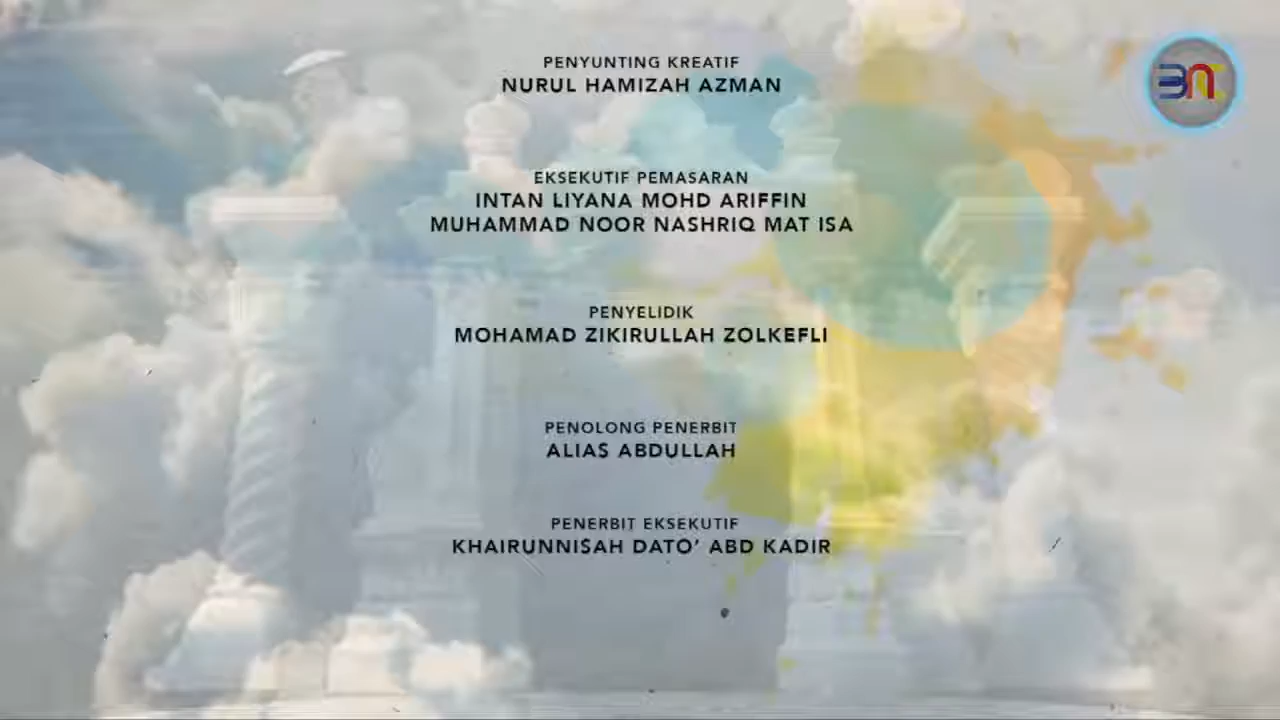 PENYUNTING KREATIF
NURUL HAMIZAH AZMAN
EKSEKUTIF PEMASARAN
INTAN LIYANA MOHD ARIFFIN
MUHAMMAD NOOR NASHRIQ MAT ISA
PENYELIDIK
MOHAMAD ZIKIRULLAH ZOLKEFLI
PENOLONG PENERBIT
ALIAS ABDULLAH
PENERBIT EKSEKUTIF
KHAIRUNNISAH DATO’ ABD KADIR